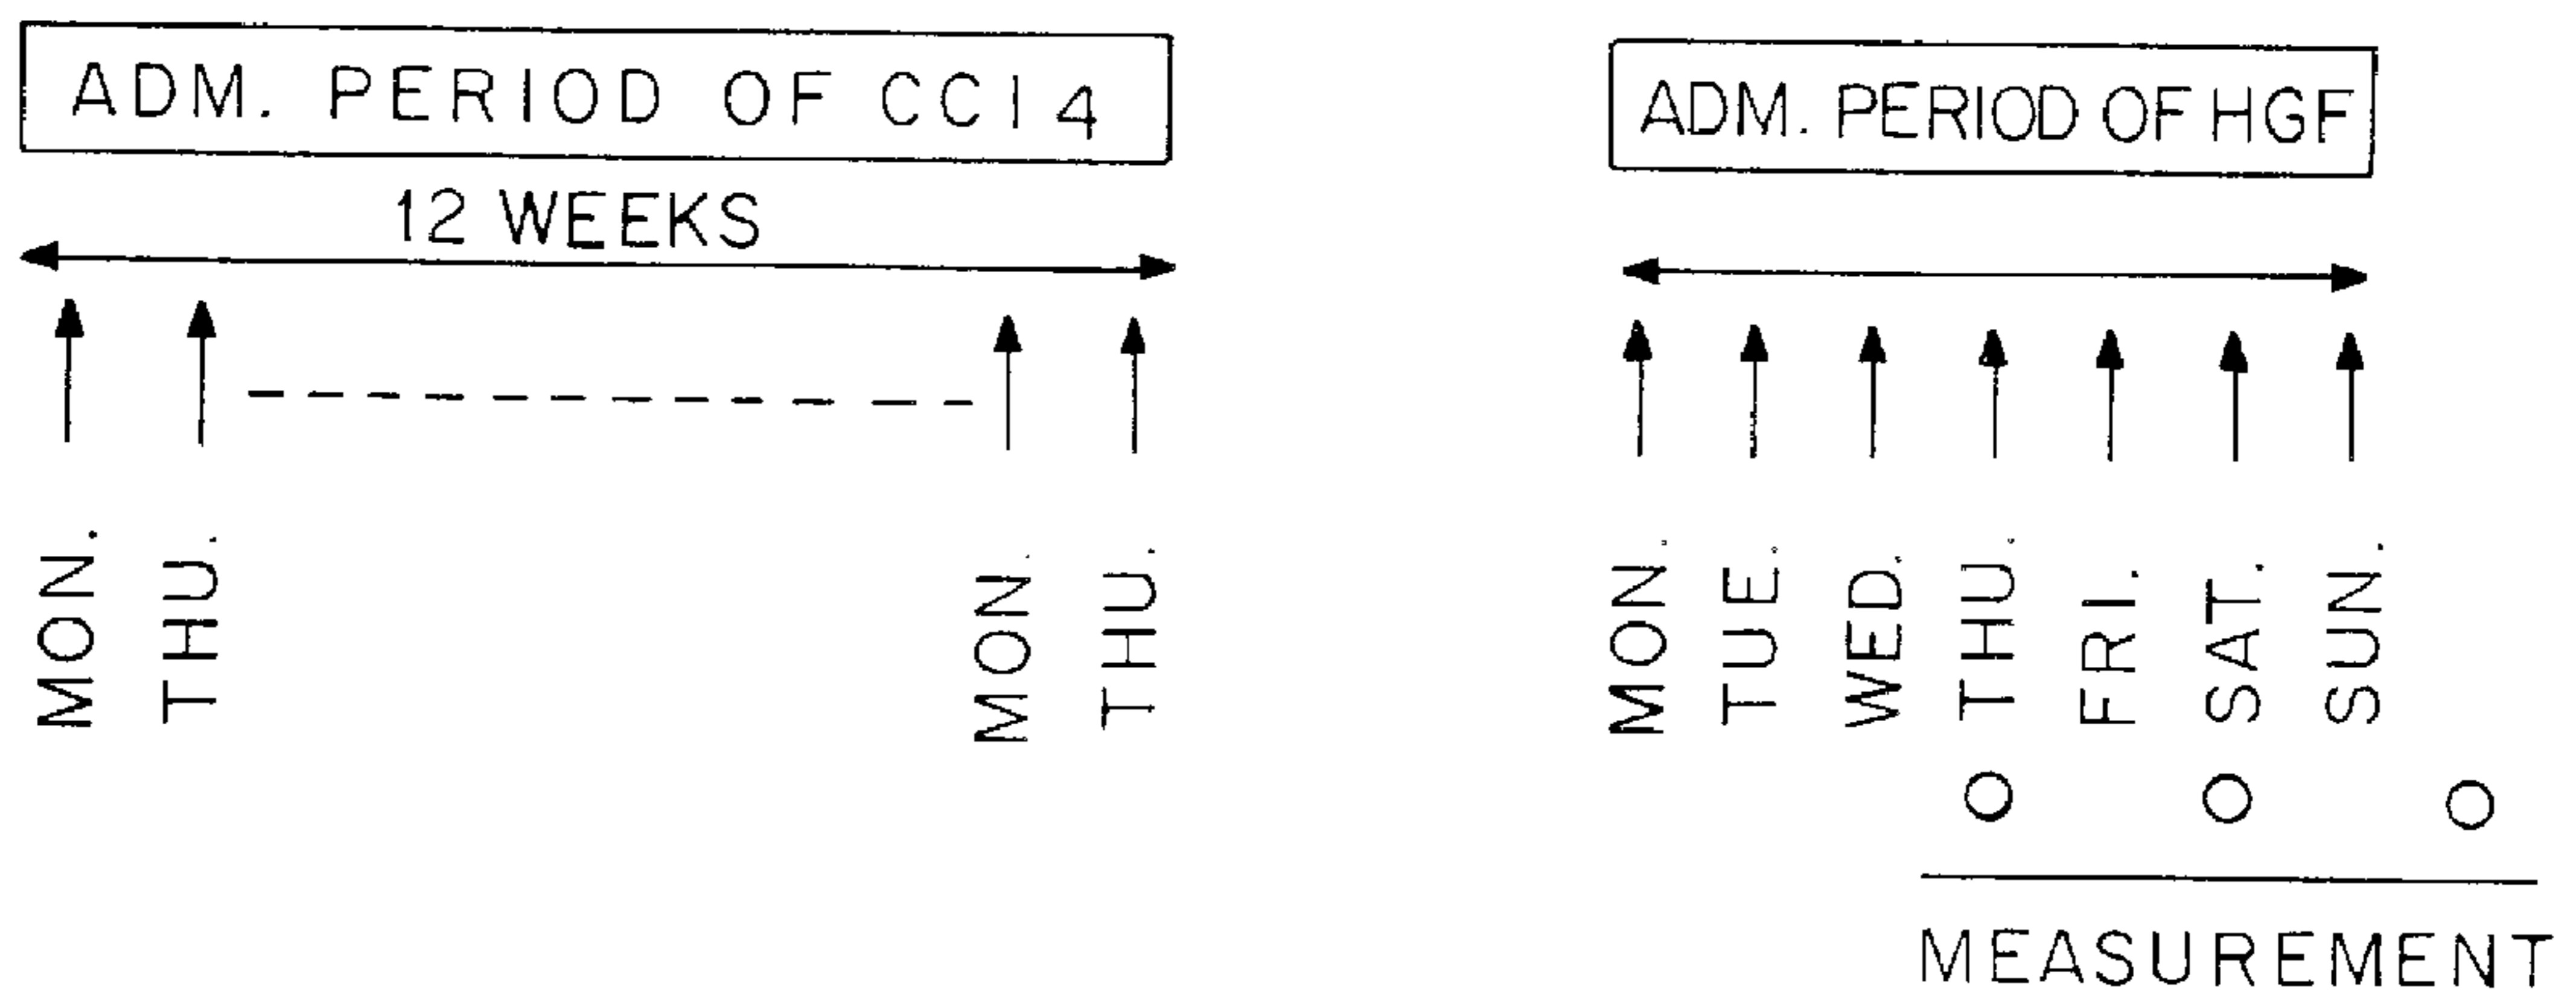 ADM. PERIOD OF CCl4
12 WEEKS
MON.
THU.
MON.
THU.
ADM. PERIOD OF HGF
MON.
TUE.
WED.
THU.
FRI.
SAT.
SUN.
MEASUREMENT